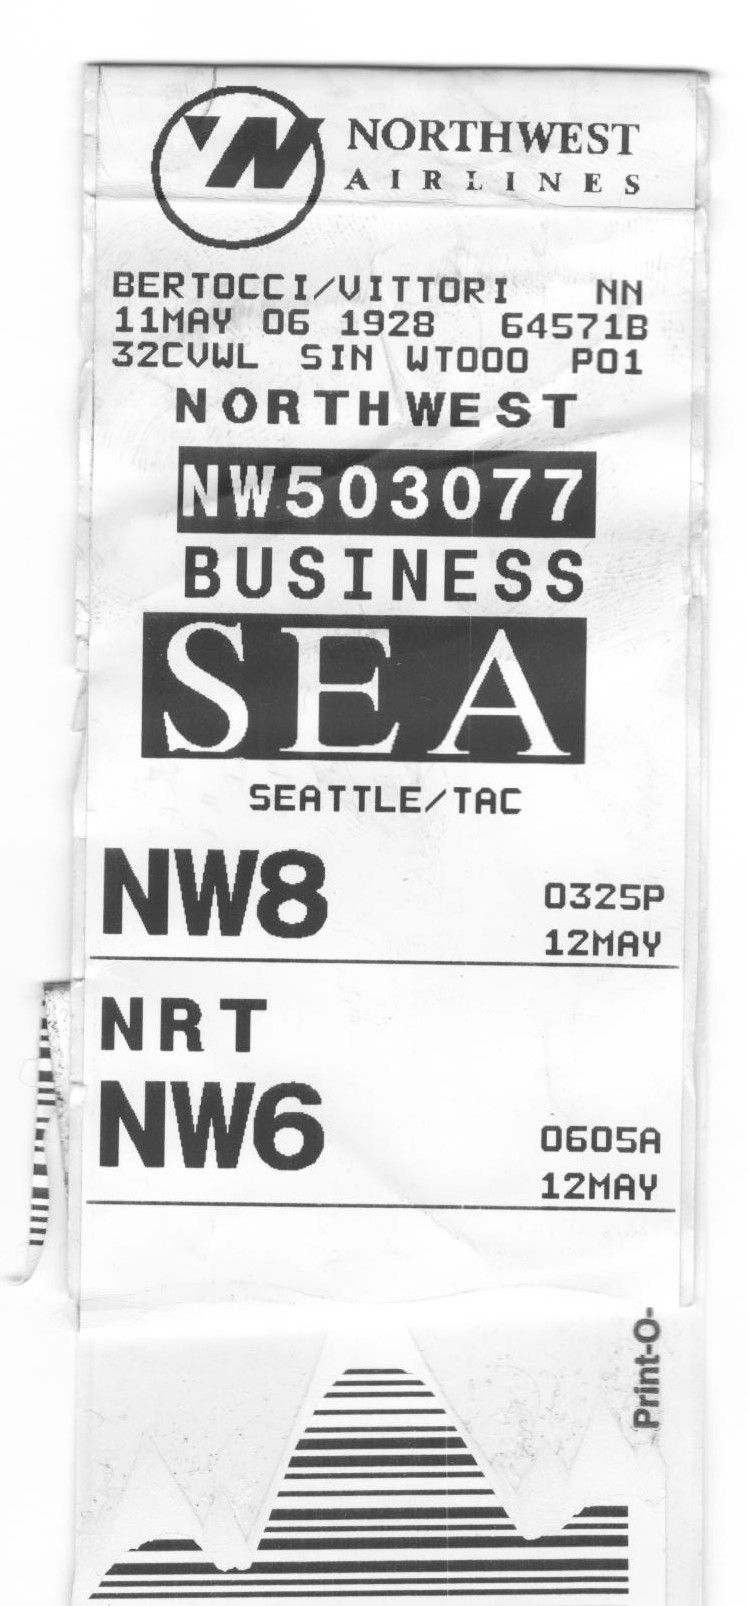 NORTHWEST
AIRLINES
BERTOCCI/VITTORI NN
11MAY 06 1928 64571B
32CVWL SIN WT000 P01
NORTHWEST
NW503077
BUSINESS
SEA
SEATTLE/TAC
NW8 0325P
12MAY
NRT
NW6 0605A
12MAY
Print-O-